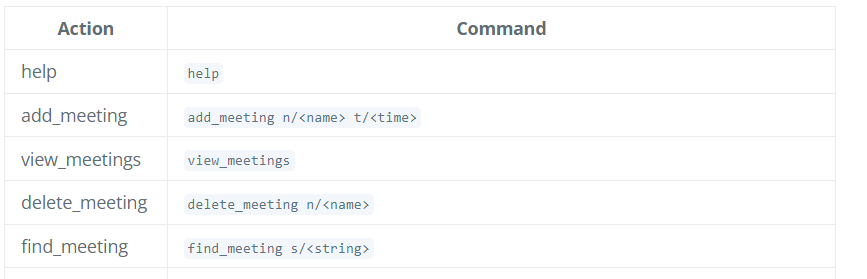 Action Command
help help
add_meeting add_meeting n/<name> t/<time>
view_meetings view_meetings
delete_meeting delete_meeting n/<name>
find_meeting find_meeting s/<string>